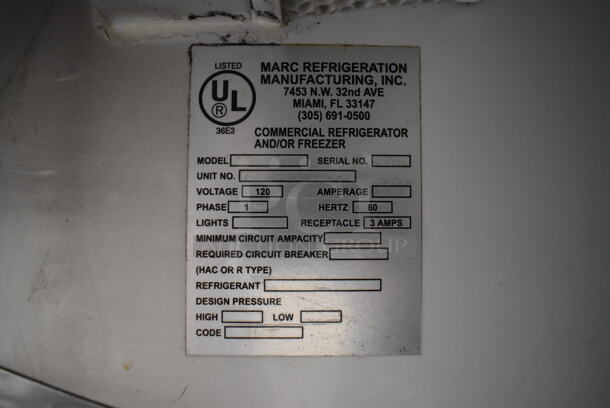 LISTED
UL
®
36E3
MARC REFRIGERATION
MANUFACTURING, INC.
7453 N.W. 32nd AVE
MIAMI, FL 33147
(305) 691-0500
COMMERCIAL REFRIGERATOR
AND/OR FREEZER
MODEL SERIAL NO.
UNIT NO.
VOLTAGE 120 AMPERAGE
PHASE 1 HERTZ 60
LIGHTS RECEPTACLE 3 AMPS
MINIMUM CIRCUIT AMPACITY
REQUIRED CIRCUIT BREAKER
(HAC OR R TYPE)
REFRIGERANT
DESIGN PRESSURE
HIGH LOW
CODE